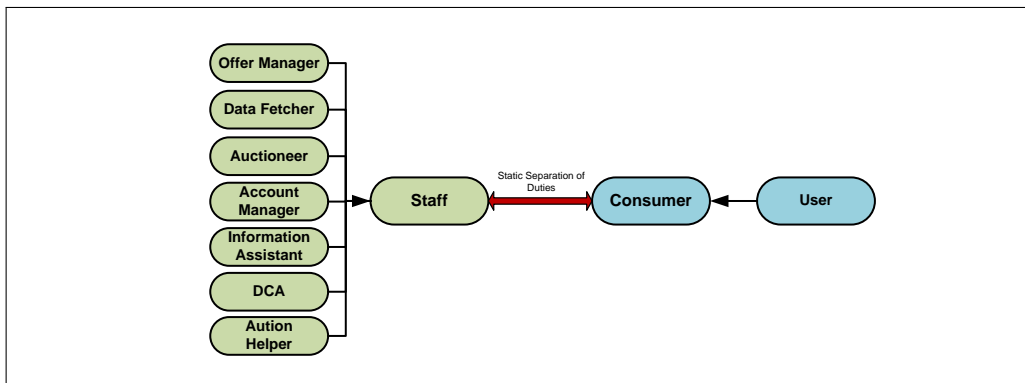 Offer Manager
Data Fetcher
Auctioneer
Account
Manager
Information
Assistant
DCA
Aution
Helper
Staff
Static Separation of
Duties
Consumer
User